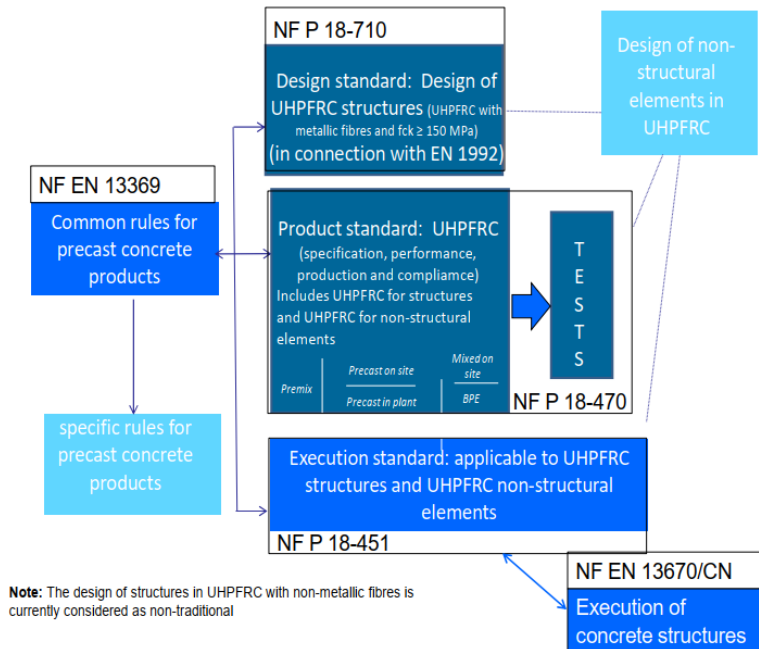 NF P 18-710
Design standard:  Design of
UHPFRC structures (UHPFRC with
metallic fibres and fck ≥ 150 MPa)
(in connection with EN 1992)
Design of non-
structural
elements in
UHPFRC
NF EN 13369
Common rules for
precast concrete
products
Product standard:  UHPFRC
(specification, performance,
production and compliance)
Includes UHPFRC for structures
and UHPFRC for non-structural
elements
Premix
Precast on site
Precast in plant
Mixed on
site
BPE
T
E
S
T
S
NF P 18-470
specific rules for
precast concrete
products
Execution standard: applicable to UHPFRC
structures and UHPFRC non-structural
elements
NF P 18-451
NF EN 13670/CN
Execution of
concrete structures
Note: The design of structures in UHPFRC with non-metallic fibres is
currently considered as non-traditional